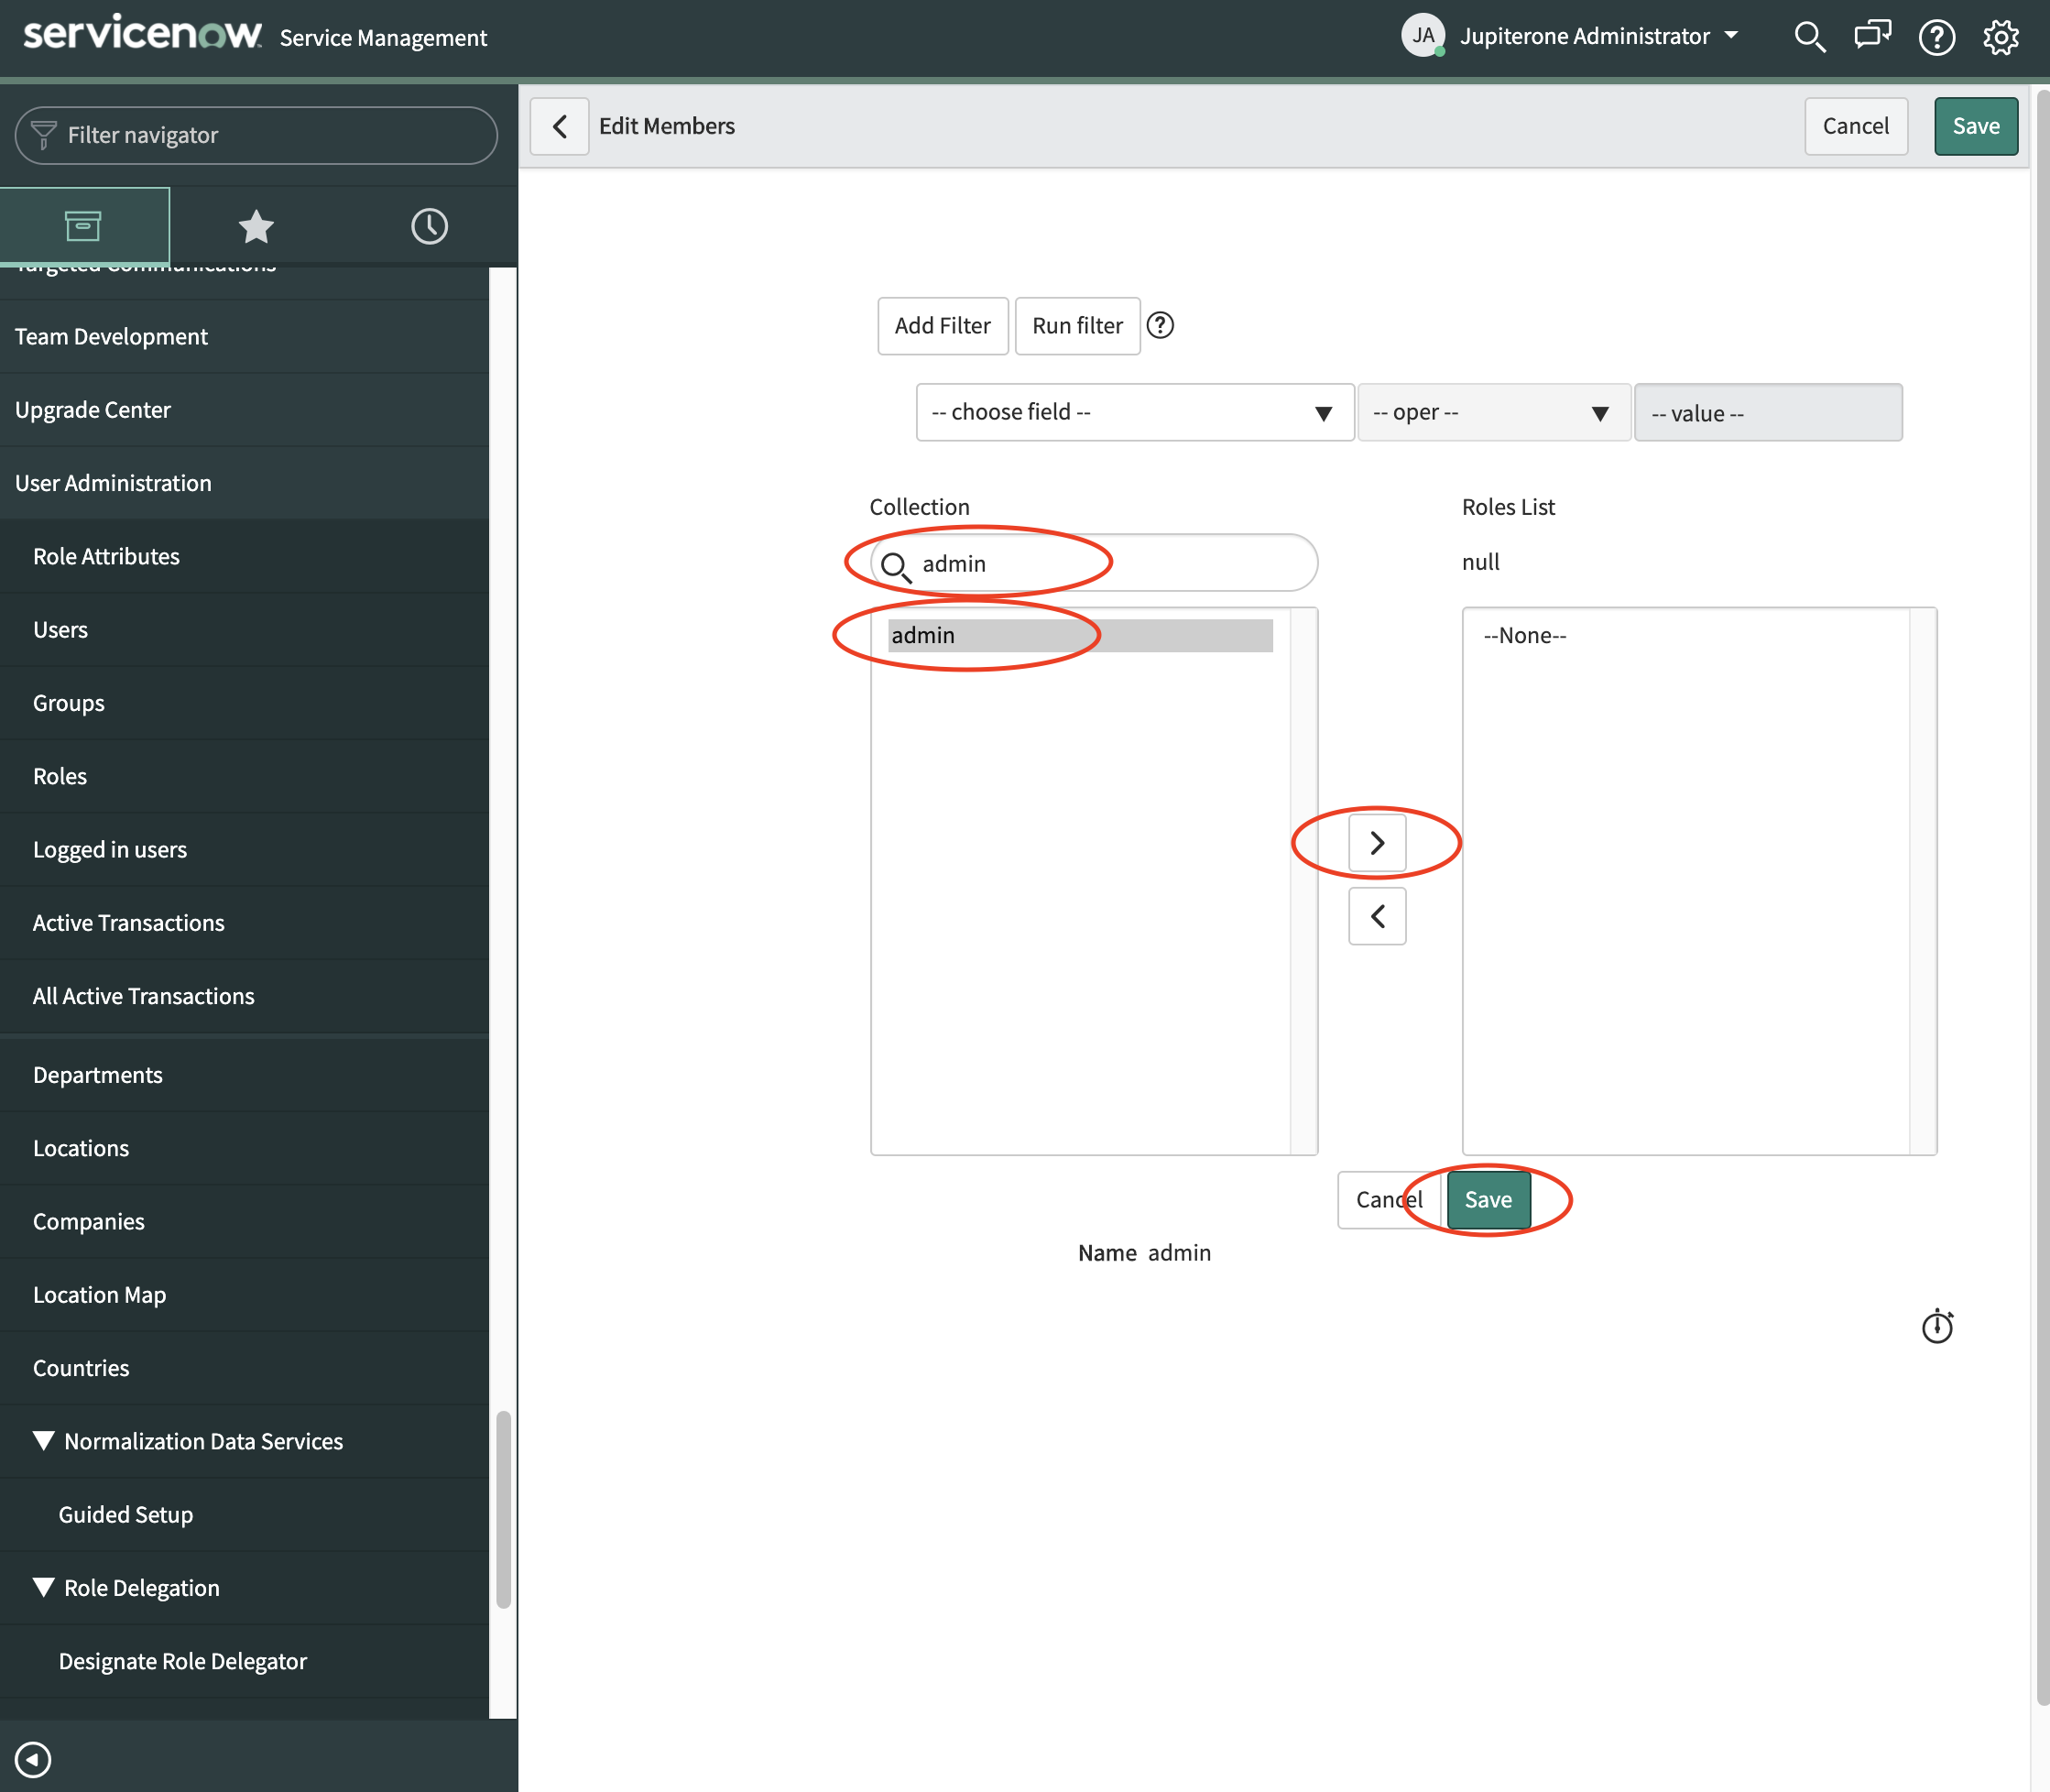 servicenow Service Management
JA Jupiterone Administrator
Filter navigator
Edit Members
Cancel
Save
Targeted Communications
Team Development
Upgrade Center
User Administration
Role Attributes
Users
Groups
Roles
Logged in users
Active Transactions
All Active Transactions
Departments
Locations
Companies
Location Map
Countries
Normalization Data Services
Guided Setup
Role Delegation
Designate Role Delegator
Add Filter
Run filter
-- choose field --
-- oper --
-- value --
Collection
admin
admin
Roles List
null
--None--
Cancel
Save
Name admin